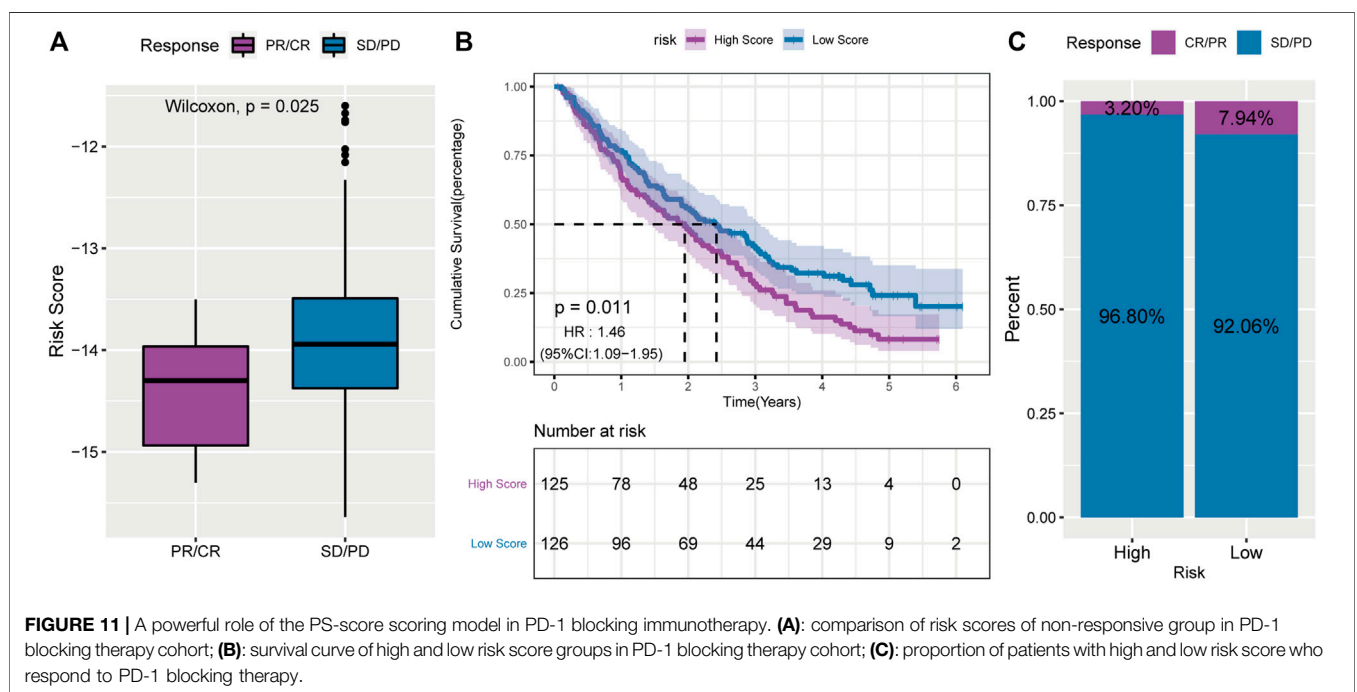 A
Response PR/CR SD/PD
Wilcoxon, p = 0.025
Risk Score
−12
−13
−14
−15
PR/CR SD/PD
B
risk High Score Low Score
Cumulative Survival(percentage)
1.00
0.75
0.50
0.25
0.00
p = 0.011
HR : 1.46
(95%CI:1.09−1.95)
0 1 2 3 4 5 6
Time(Years)
Number at risk
High Score 125 78 48 25 13 4 0
Low Score 126 96 69 44 29 9 2
C
Response CR/PR SD/PD
Percent
1.00
0.75
0.50
0.25
0.00
3.20% 7.94%
96.80% 92.06%
High Low
Risk
FIGURE 11 | A powerful role of the PS-score scoring model in PD-1 blocking immunotherapy. (A): comparison of risk scores of non-responsive group in PD-1
blocking therapy cohort; (B): survival curve of high and low risk score groups in PD-1 blocking therapy cohort; (C): proportion of patients with high and low risk score who
respond to PD-1 blocking therapy.